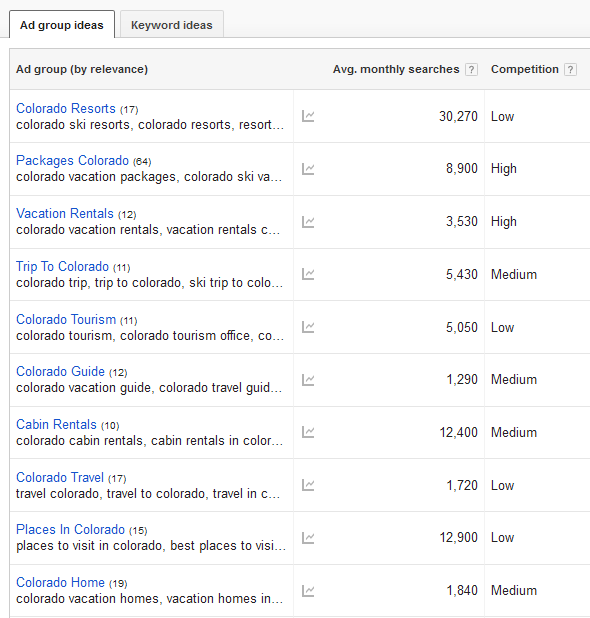 Ad group ideas Keyword ideas
Ad group (by relevance) Avg. monthly searches ? Competition ?
Colorado Resorts (17)
colorado ski resorts, colorado resorts, resort... 30,270 Low
Packages Colorado (64)
colorado vacation packages, colorado ski va... 8,900 High
Vacation Rentals (12)
colorado vacation rentals, vacation rentals c... 3,530 High
Trip To Colorado (11)
colorado trip, trip to colorado, ski trip to colo... 5,430 Medium
Colorado Tourism (11)
colorado tourism, colorado tourism office, co... 5,050 Low
Colorado Guide (12)
colorado vacation guide, colorado travel guid... 1,290 Medium
Cabin Rentals (10)
colorado cabin rentals, cabin rentals in color... 12,400 Medium
Colorado Travel (17)
travel colorado, travel to colorado, travel in c... 1,720 Low
Places In Colorado (15)
places to visit in colorado, best places to visi... 12,900 Low
Colorado Home (19)
colorado vacation homes, vacation homes in... 1,840 Medium